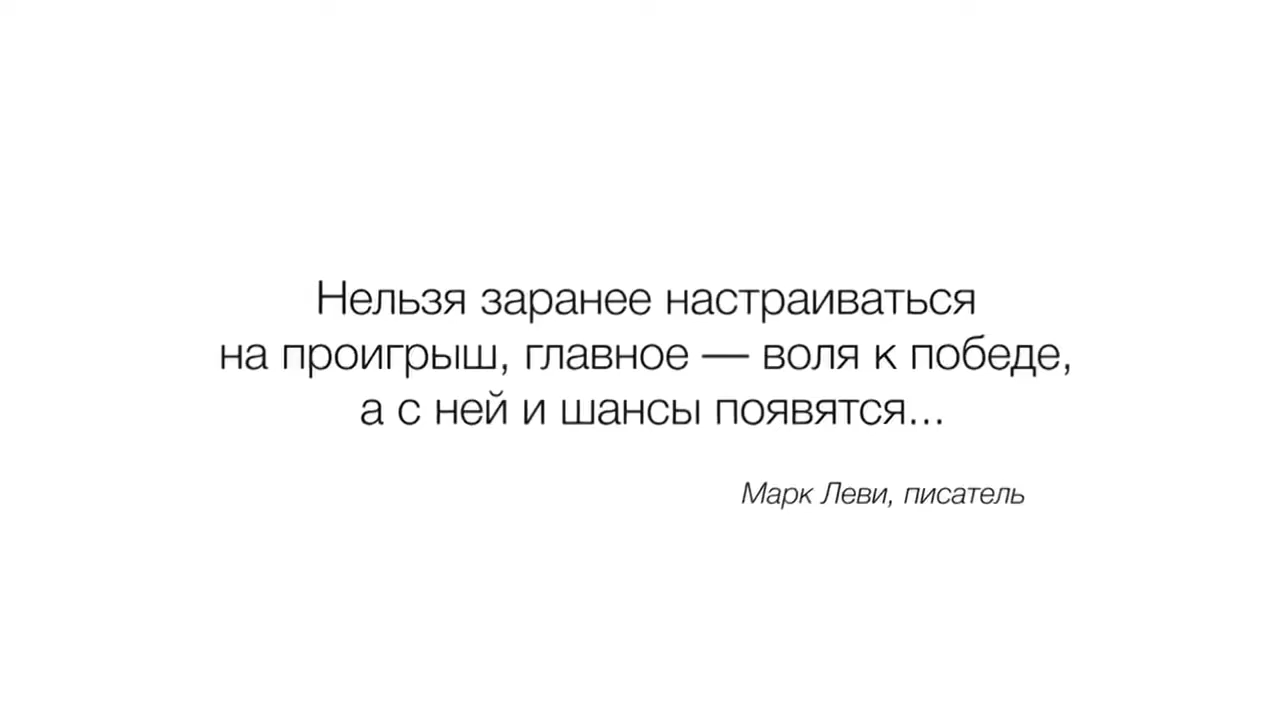 Нельзя заранее настраиваться
на проигрыш, главное — воля к победе,
а с ней и шансы появятся...
Марк Леви, писатель